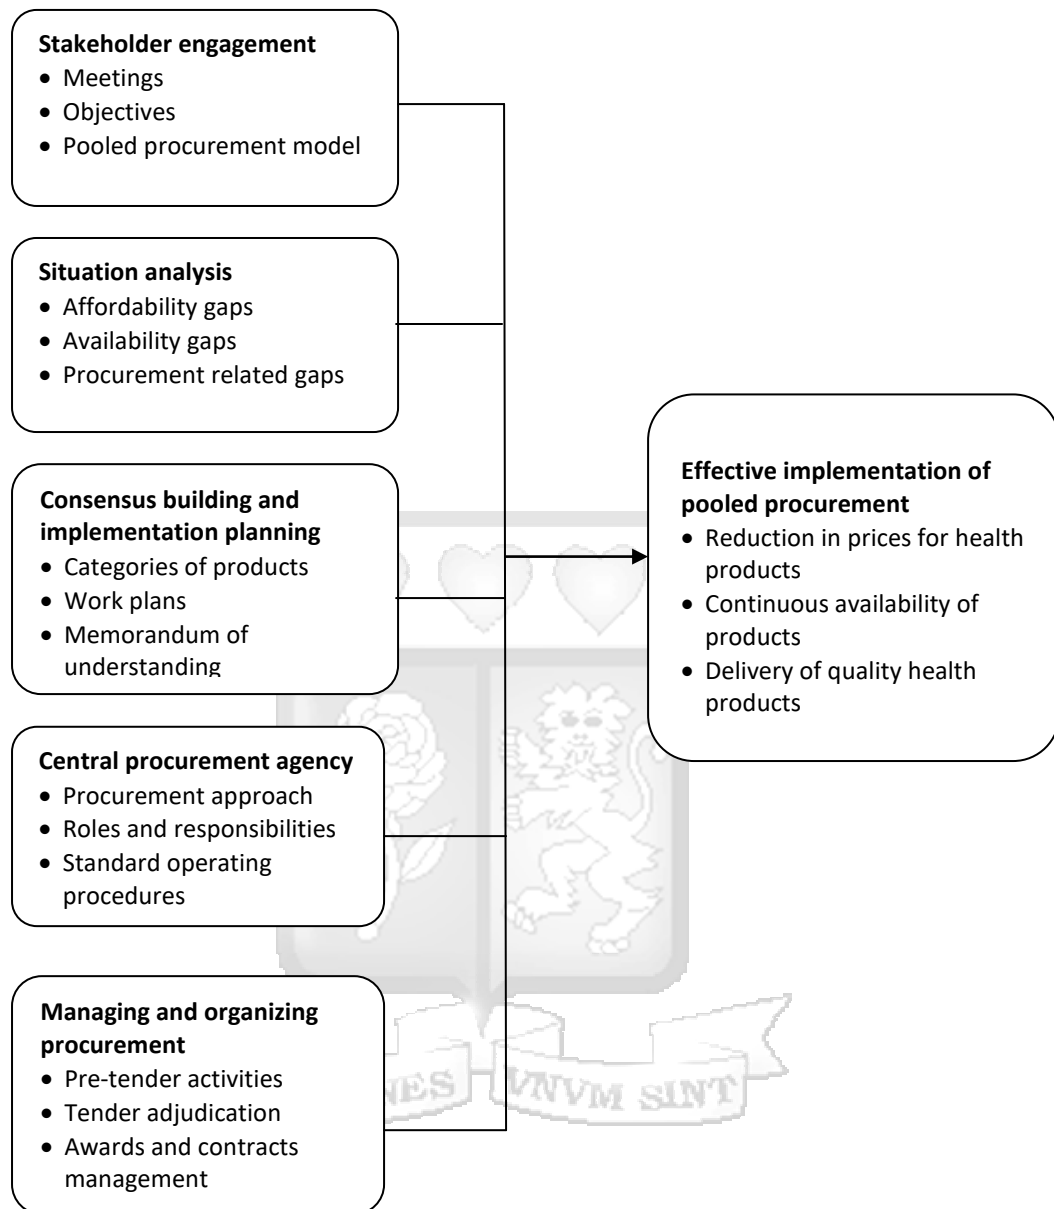 Stakeholder engagement
• Meetings
• Objectives
• Pooled procurement model
Situation analysis
• Affordability gaps
• Availability gaps
• Procurement related gaps
Consensus building and
implementation planning
• Categories of products
• Work plans
• Memorandum of
understanding
Central procurement agency
• Procurement approach
• Roles and responsibilities
• Standard operating
procedures
Managing and organizing
procurement
• Pre-tender activities
• Tender adjudication
• Awards and contracts
management
Effective implementation of
pooled procurement
• Reduction in prices for health
products
• Continuous availability of
products
• Delivery of quality health
products
VNVM SINT